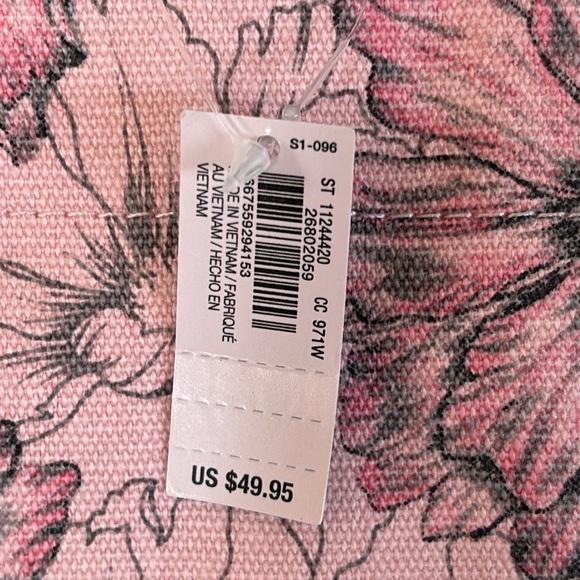 S1-096
ST 11244420
26802059 CC 971W
67559294153
IN VIETNAM / FABRIQUÉ
AU VIETNAM / HECHO EN
VIETNAM
US $49.95